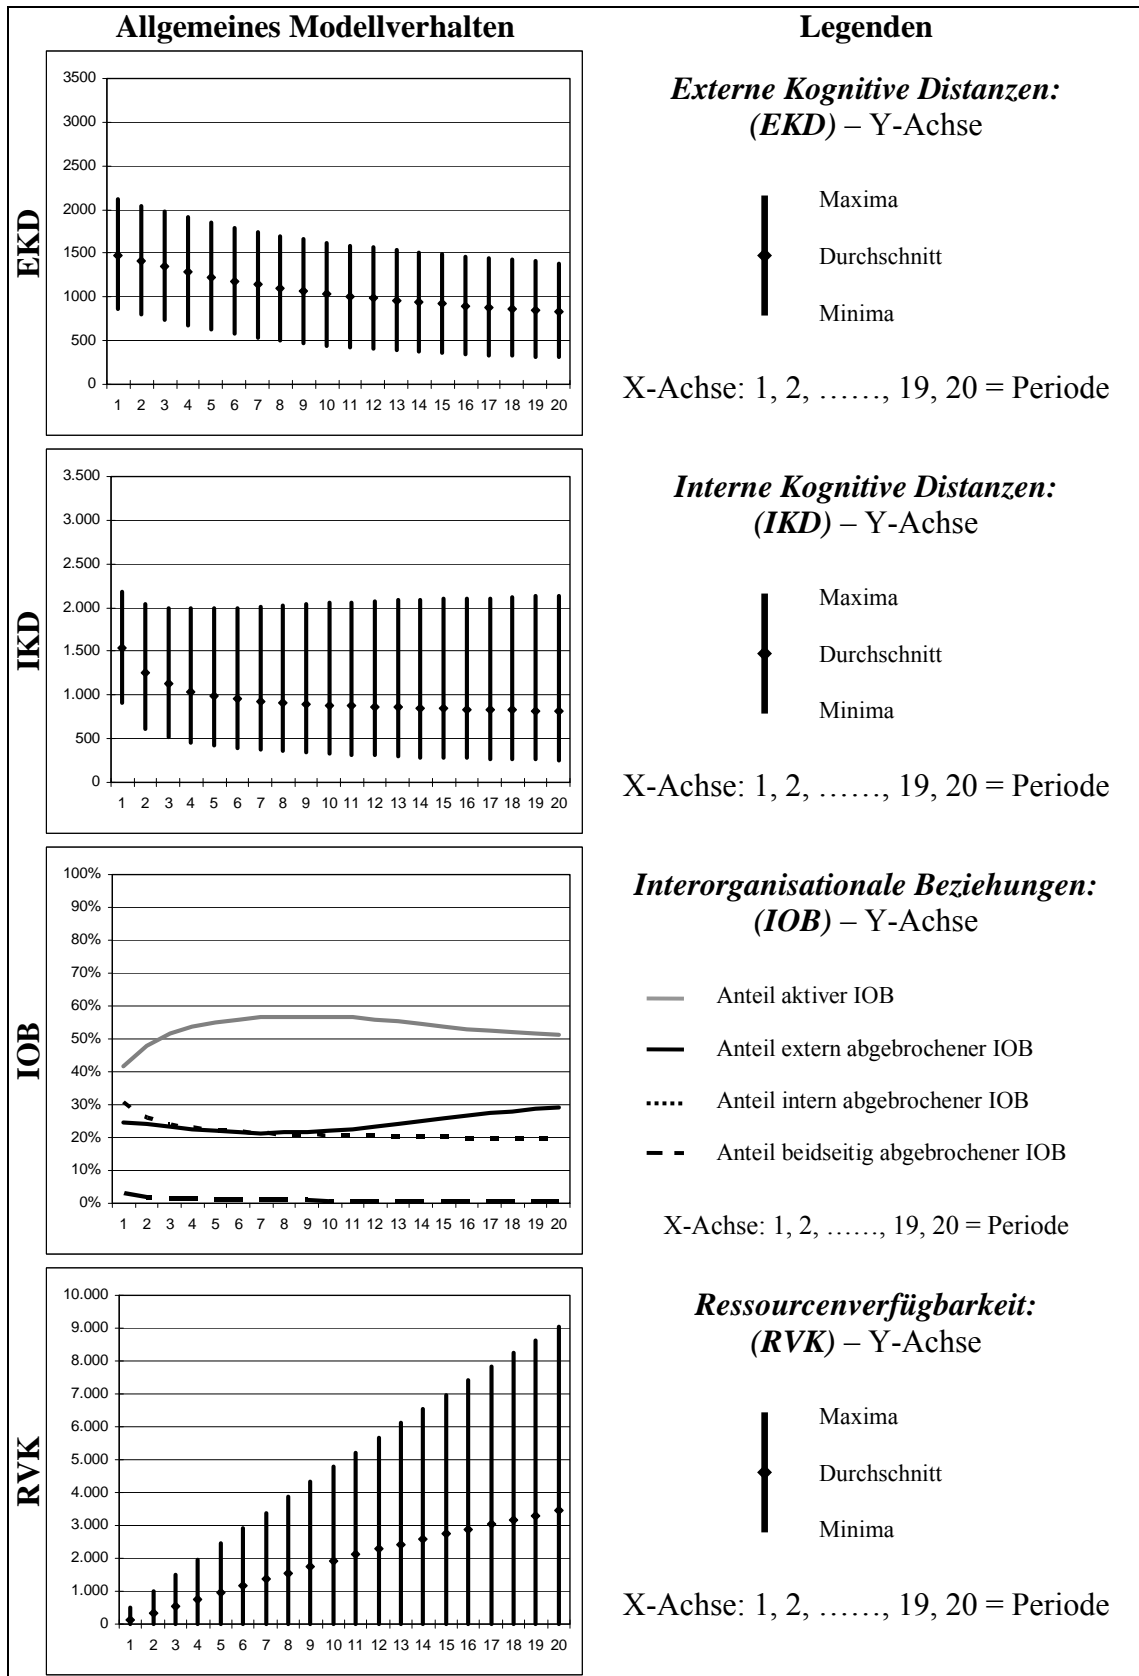 Allgemeines Modellverhalten
Legenden
EKD
3500
3000
2500
2000
1500
1000
500
0
1 2 3 4 5 6 7 8 9 10 11 12 13 14 15 16 17 18 19 20
Externe Kognitive Distanzen:
(EKD) – Y-Achse
Maxima
Durchschnitt
Minima
X-Achse: 1, 2, ……, 19, 20 = Periode
IKD
3.500
3.000
2.500
2.000
1.500
1.000
500
0
1 2 3 4 5 6 7 8 9 10 11 12 13 14 15 16 17 18 19 20
Interne Kognitive Distanzen:
(IKD) – Y-Achse
Maxima
Durchschnitt
Minima
X-Achse: 1, 2, ……, 19, 20 = Periode
IOB
100%
90%
80%
70%
60%
50%
40%
30%
20%
10%
0%
1 2 3 4 5 6 7 8 9 10 11 12 13 14 15 16 17 18 19 20
Interorganisationale Beziehungen:
(IOB) – Y-Achse
Anteil aktiver IOB
Anteil extern abgebrochener IOB
Anteil intern abgebrochener IOB
Anteil beidseitig abgebrochener IOB
X-Achse: 1, 2, ……, 19, 20 = Periode
RVK
10.000
9.000
8.000
7.000
6.000
5.000
4.000
3.000
2.000
1.000
0
1 2 3 4 5 6 7 8 9 10 11 12 13 14 15 16 17 18 19 20
Ressourcenverfügbarkeit:
(RVK) – Y-Achse
Maxima
Durchschnitt
Minima
X-Achse: 1, 2, ……, 19, 20 = Periode